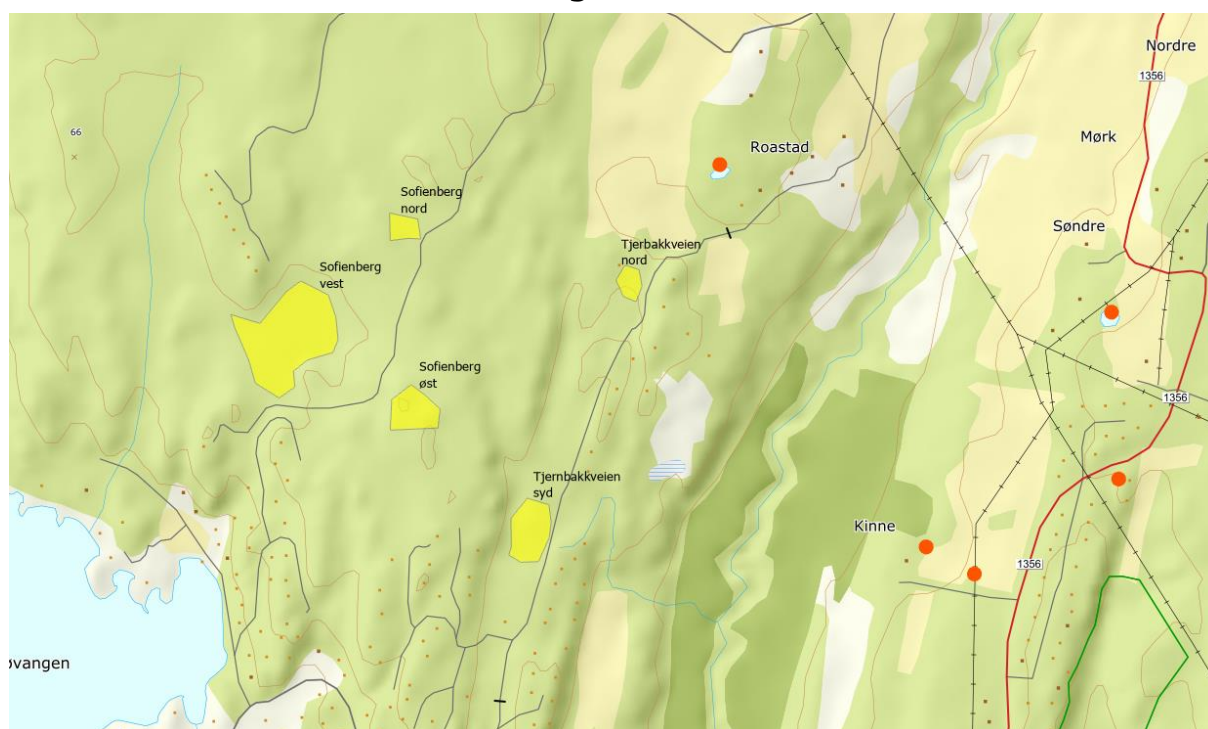 Nordre
1356
66
Mørk
Roastad
Sofienberg
nord
Søndre
Tjerbakkveien
nord
Sofienberg
vest
Sofienberg
øst
1356
Tjernbakkveien
syd
Kinne
1356
øvangen